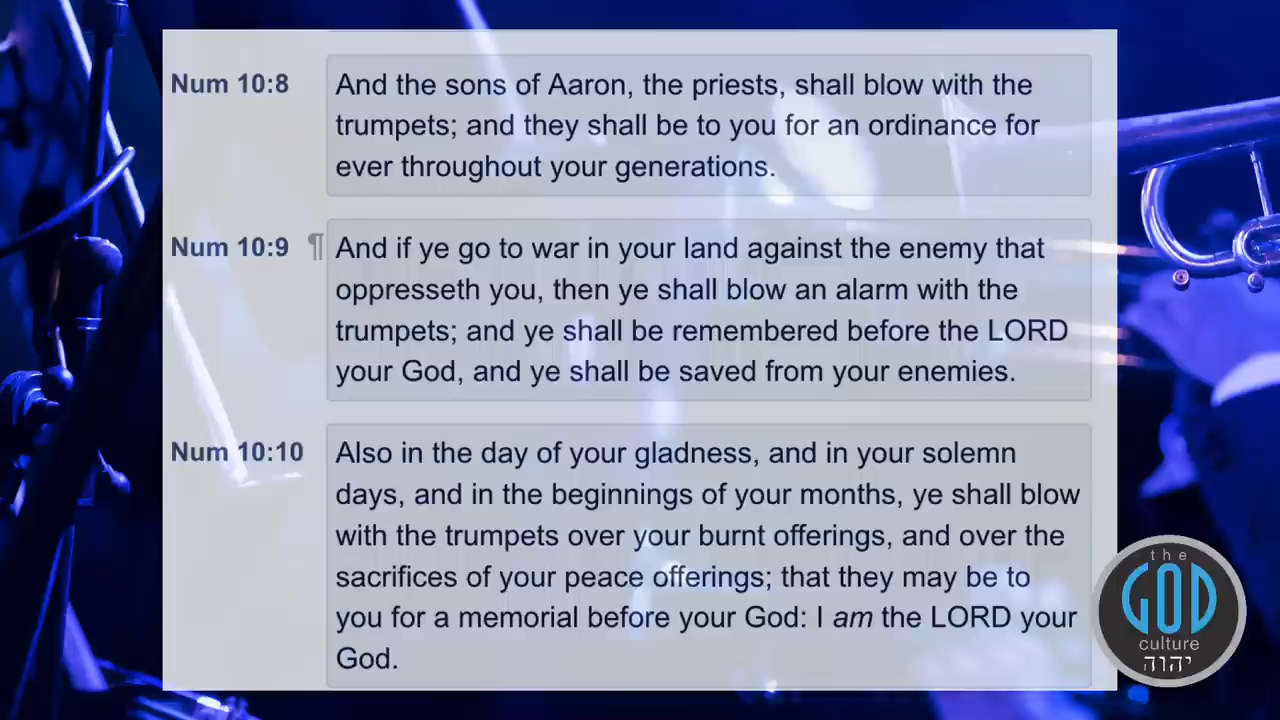 Num 10:8 And the sons of Aaron, the priests, shall blow with the
trumpets; and they shall be to you for an ordinance for
ever throughout your generations.
Num 10:9 ¶ And if ye go to war in your land against the enemy that
oppresseth you, then ye shall blow an alarm with the
trumpets; and ye shall be remembered before the LORD
your God, and ye shall be saved from your enemies.
Num 10:10 Also in the day of your gladness, and in your solemn
days, and in the beginnings of your months, ye shall blow
with the trumpets over your burnt offerings, and over the
sacrifices of your peace offerings; that they may be to
you for a memorial before your God: I am the LORD your
God.
the
GOD
culture
יהוה